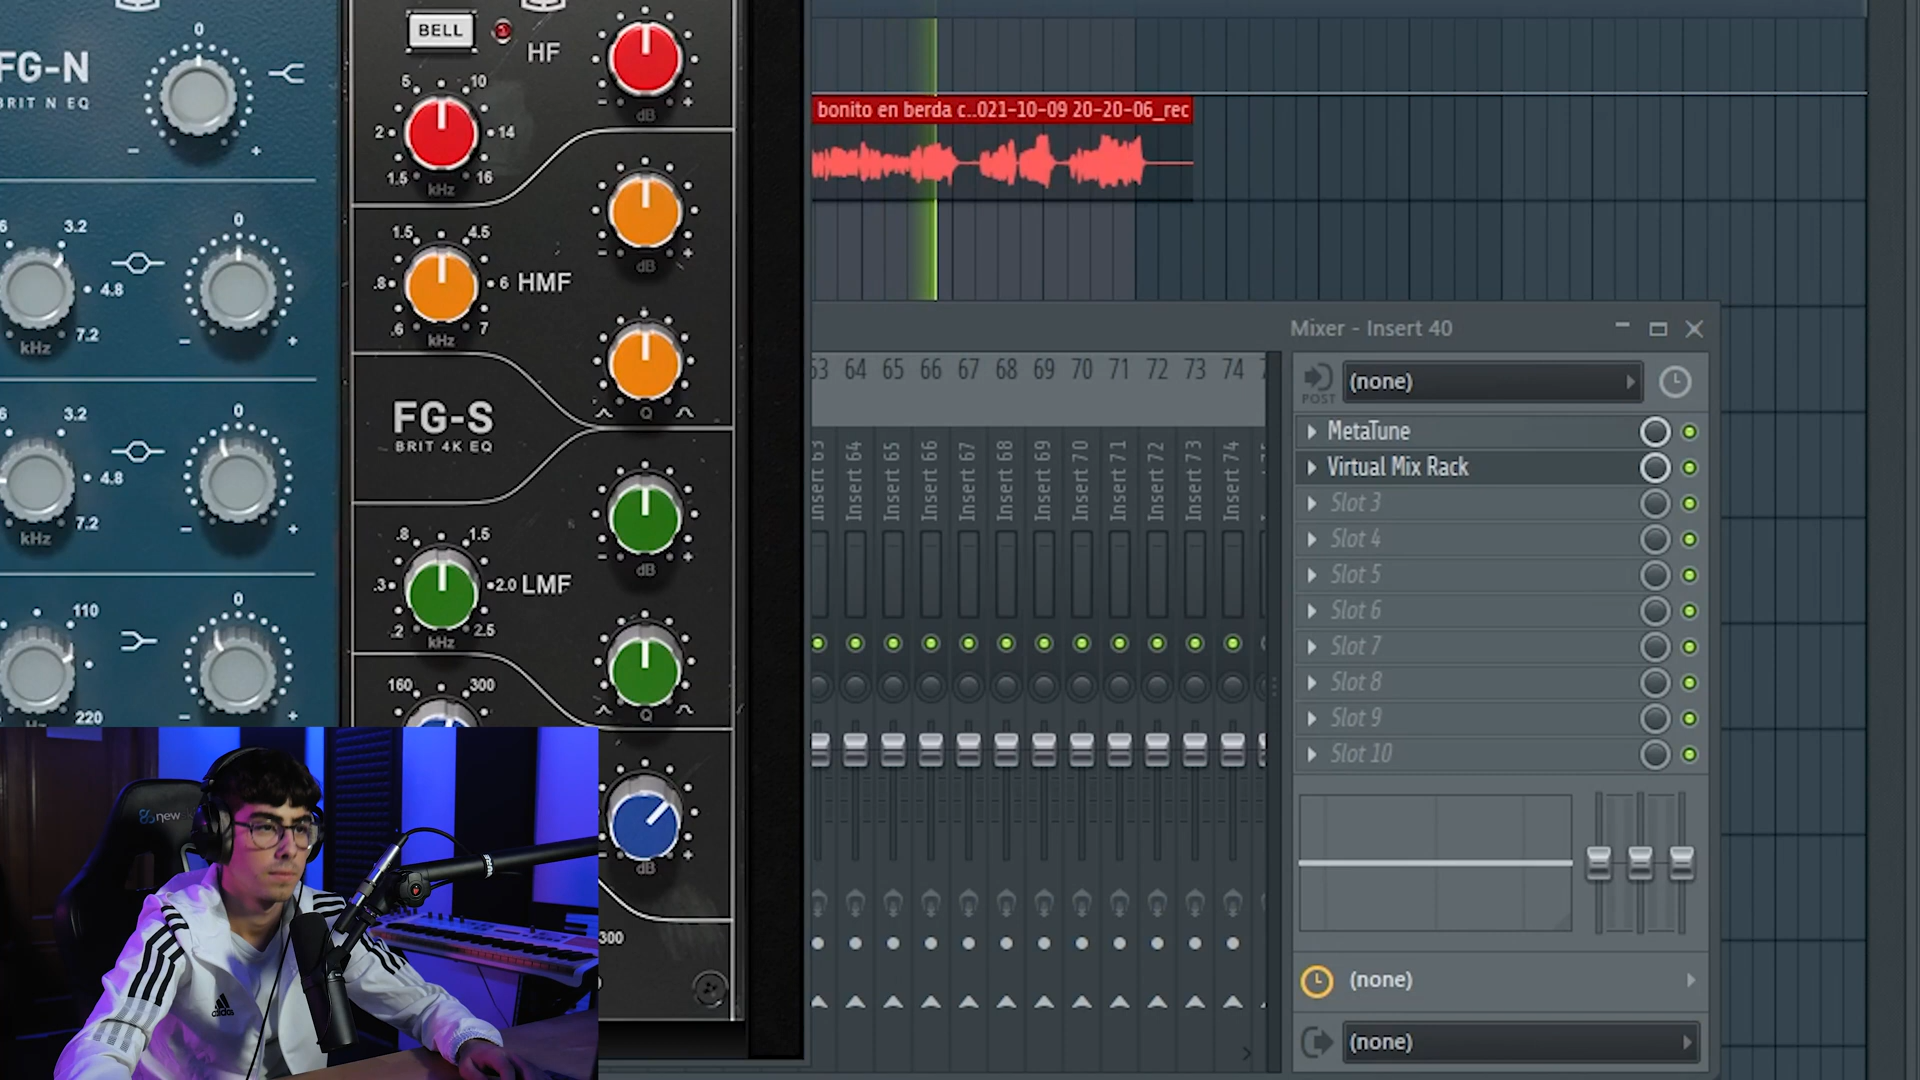 FG-N
BRIT N EQ
0
- +
3.2
4.8
7.2
kHz
0
- +
3.2
4.8
7.2
kHz
0
- +
110
220
0
- +
BELL
HF
5
10
2
14
1.5
16
kHz
- +
dB
1.5
4.5
.8
6
HMF
.6
7
kHz
- +
dB
Q
FG-S
BRIT 4K EQ
.8
1.5
.3
2.0
LMF
.2
2.5
kHz
- +
dB
Q
160
300
dB
+
300
new
adidas
bonito en berda c..021-10-09 20-20-06_rec
Mixer - Insert 40
63 64 65 66 67 68 69 70 71 72 73 74
Insert 63
Insert 64
Insert 65
Insert 66
Insert 67
Insert 68
Insert 69
Insert 70
Insert 71
Insert 72
Insert 73
Insert 74
POST
(none)
MetaTune
Virtual Mix Rack
Slot 3
Slot 4
Slot 5
Slot 6
Slot 7
Slot 8
Slot 9
Slot 10
(none)
(none)